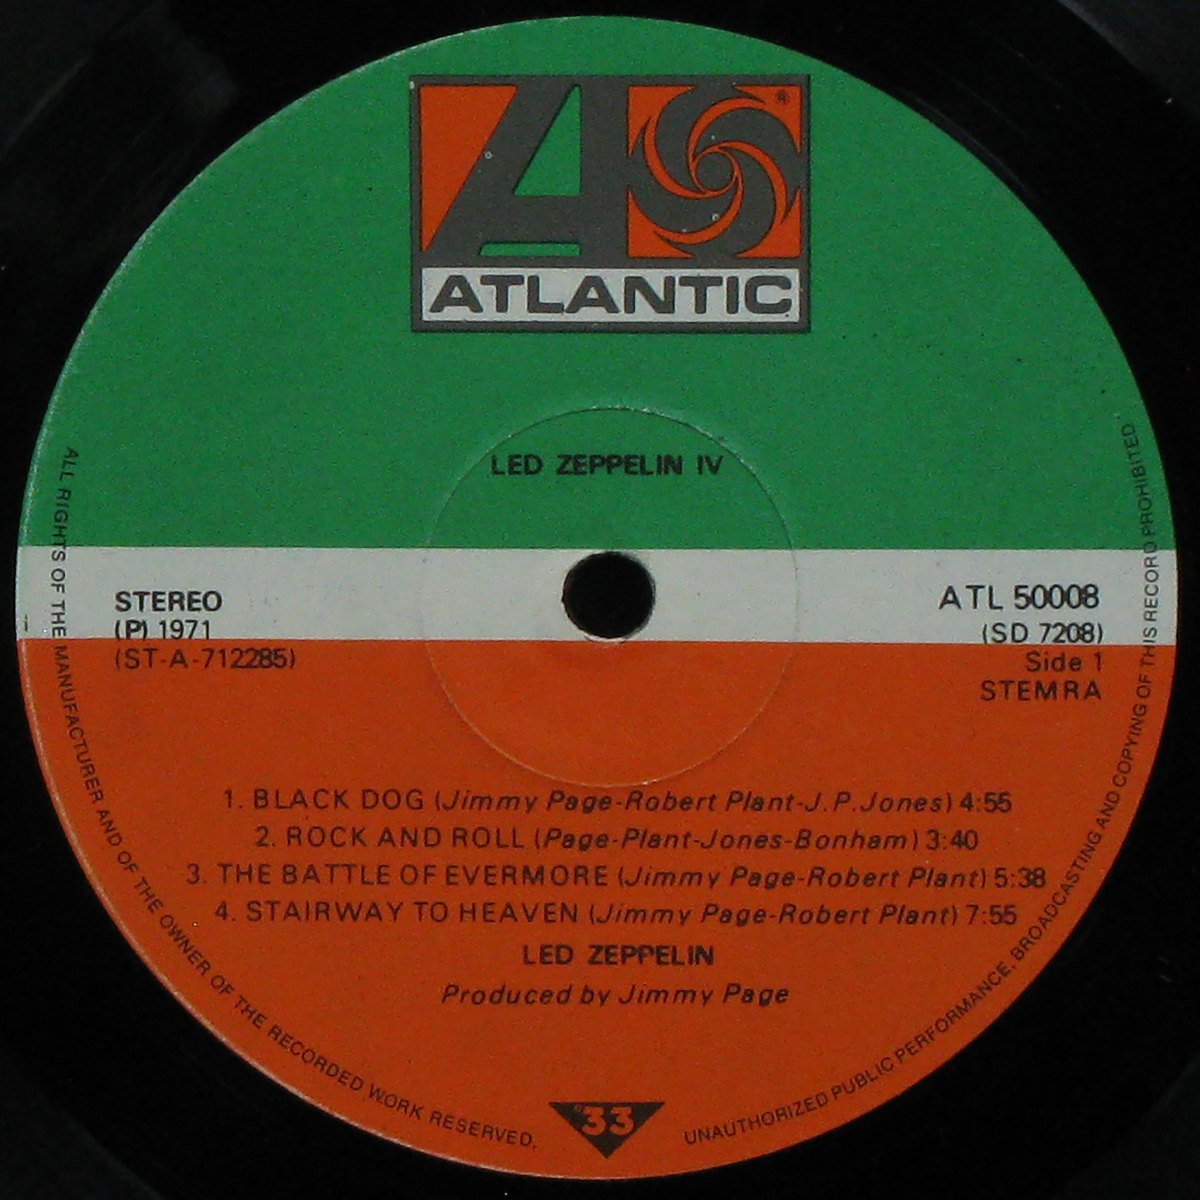 ATLANTIC
LED ZEPPELIN IV
STEREO
(P) 1971
(ST-A-712285)
ATL 50008
(SD 7208)
Side 1
STEMRA
1. BLACK DOG (Jimmy Page-Robert Plant-J.P.Jones) 4:55
2. ROCK AND ROLL (Page-Plant-Jones-Bonham) 3:40
3. THE BATTLE OF EVERMORE (Jimmy Page-Robert Plant) 5:38
4. STAIRWAY TO HEAVEN (Jimmy Page-Robert Plant) 7:55
LED ZEPPELIN
Produced by Jimmy Page
33
ALL RIGHTS OF THE MANUFACTURER AND OF THE OWNER OF THE RECORDED WORK RESERVED.
UNAUTHORIZED PUBLIC PERFORMANCE, BROADCASTING AND COPYING OF THIS RECORD PROHIBITED